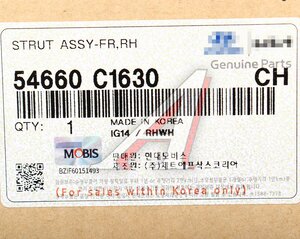 STRUT ASSY-FR,RH
Genuine Parts
54660 C1630 CH
QTY: 1
MADE IN KOREA
IG14 / RHWH
MOBIS
BZIF60151493
판매원: 현대모비스
(For sales within Korea only)